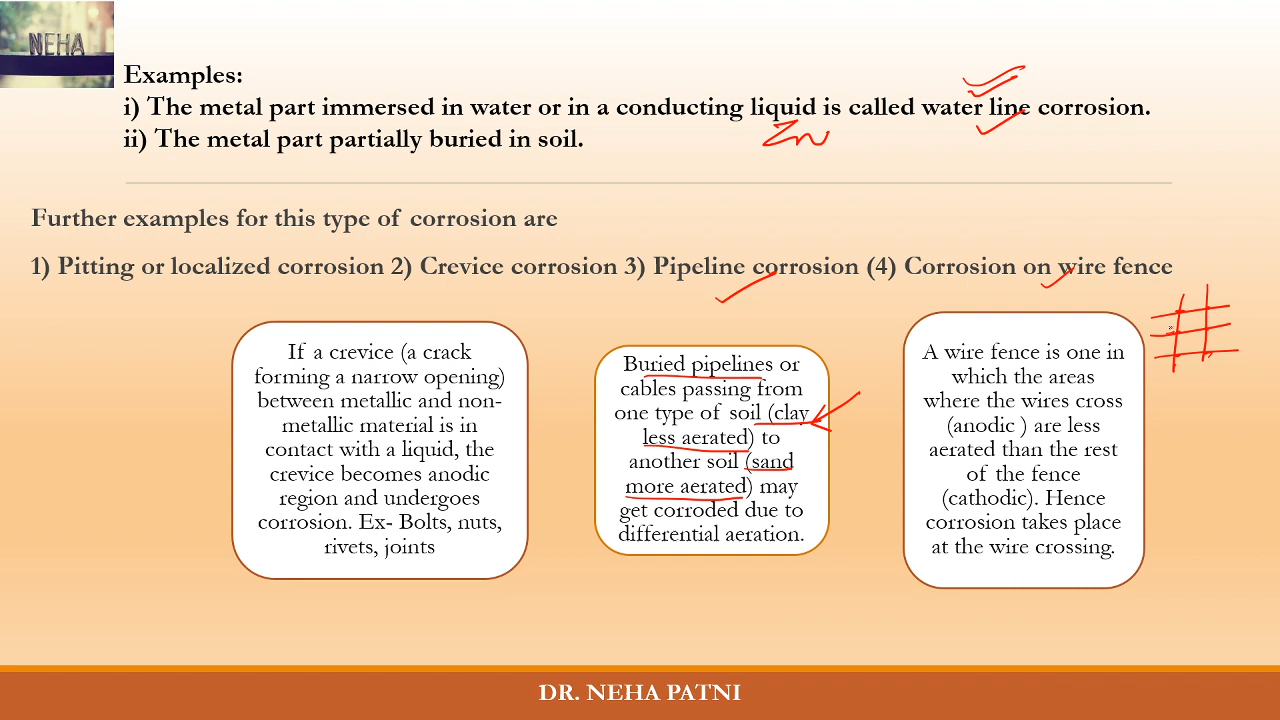 NEHA
Examples:
i) The metal part immersed in water or in a conducting liquid is called water line corrosion.
ii) The metal part partially buried in soil.
Zn
Further examples for this type of corrosion are
1) Pitting or localized corrosion 2) Crevice corrosion 3) Pipeline corrosion (4) Corrosion on wire fence
If a crevice (a crack
forming a narrow opening)
between metallic and non-
metallic material is in
contact with a liquid, the
crevice becomes anodic
region and undergoes
corrosion. Ex- Bolts, nuts,
rivets, joints
Buried pipelines or
cables passing from
one type of soil (clay
less aerated) to
another soil (sand
more aerated) may
get corroded due to
differential aeration.
A wire fence is one in
which the areas
where the wires cross
(anodic ) are less
aerated than the rest
of the fence
(cathodic). Hence
corrosion takes place
at the wire crossing.
DR. NEHA PATNI